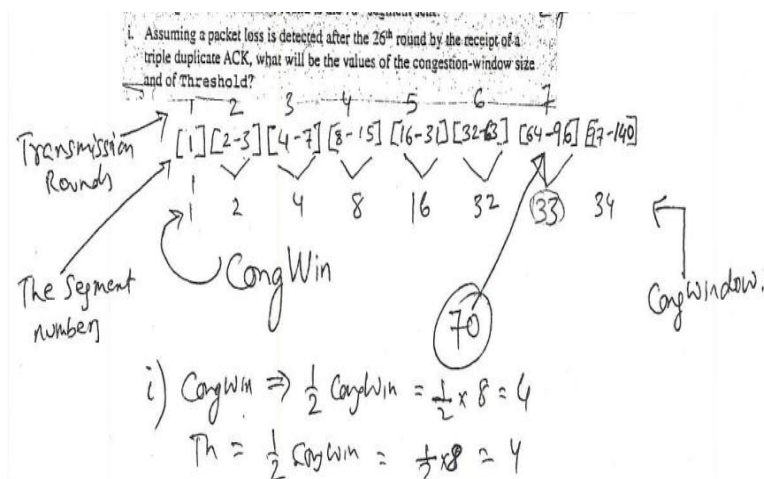 i. Assuming a packet loss is detected after the 26th round by the receipt of a
triple duplicate ACK, what will be the values of the congestion-window size
and of Threshold?
1 2 3 4 5 6 7
Transmission Rounds
[1] [2-3] [4-7] [8-15] [16-31] [32-63] [64-96] [97-140]
1 2 4 8 16 32 33 34
CongWin
The Segment numbers
70
CongWindow.
i) CongWin ⇒ 1/2 CongWin = 1/2 x 8 = 4
Th = 1/2 CongWin = 1/2 x8 = 4